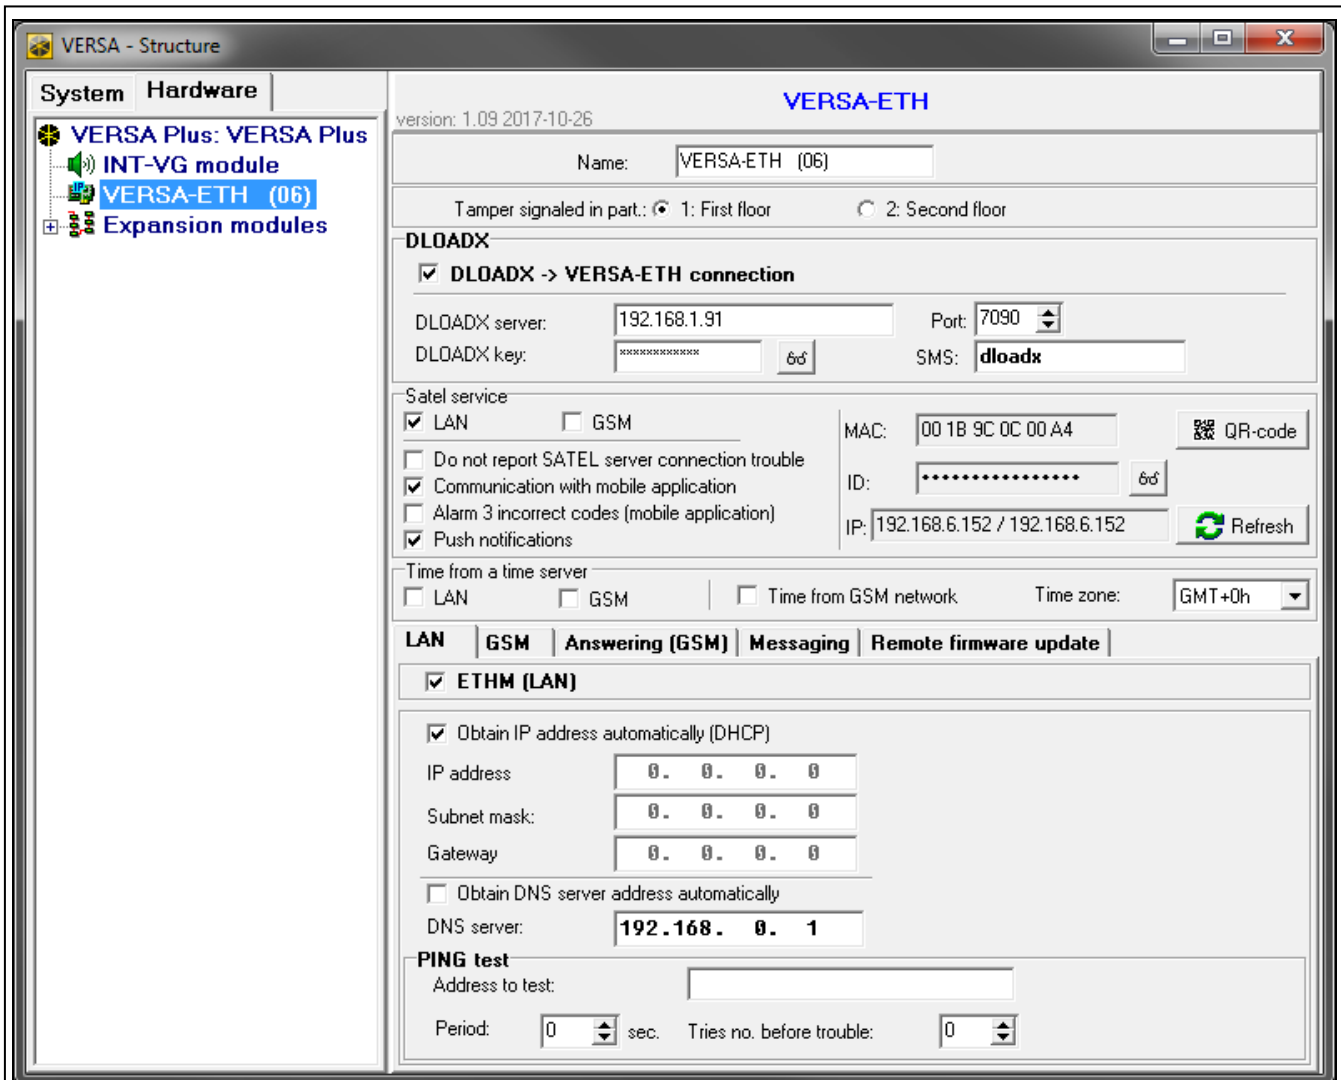 VERSA - Structure
System Hardware
VERSA Plus: VERSA Plus
INT-VG module
VERSA-ETH (06)
Expansion modules
VERSA-ETH
version: 1.09 2017-10-26
Name: VERSA-ETH (06)
Tamper signaled in part.: 1: First floor 2: Second floor
DLOADX
DLOADX -> VERSA-ETH connection
DLOADX server: 192.168.1.91 Port: 7090
DLOADX key: ************ SMS: dloadx
Satel service
LAN GSM
MAC: 00 1B 9C 0C 00 A4 QR-code
Do not report SATEL server connection trouble
Communication with mobile application
ID: ••••••••••••••••
Alarm 3 incorrect codes (mobile application)
IP: 192.168.6.152 / 192.168.6.152 Refresh
Push notifications
Time from a time server
LAN GSM Time from GSM network Time zone: GMT+0h
LAN GSM Answering (GSM) Messaging Remote firmware update
ETHM (LAN)
Obtain IP address automatically (DHCP)
IP address 0. 0. 0. 0
Subnet mask: 0. 0. 0. 0
Gateway 0. 0. 0. 0
Obtain DNS server address automatically
DNS server: 192.168. 0. 1
PING test
Address to test:
Period: 0 sec. Tries no. before trouble: 0